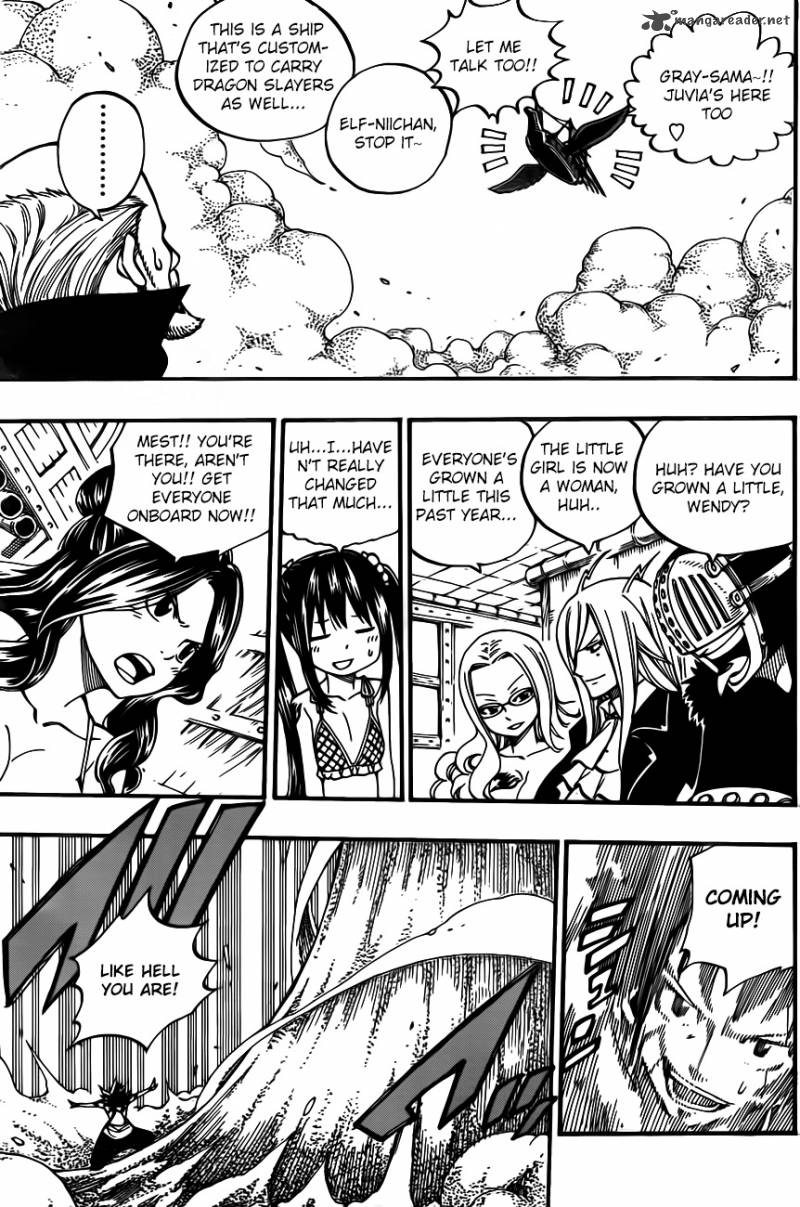 mangareader.net
GRAY-SAMA~!!
JUVIA'S HERE
TOO
LET ME
TALK TOO!!
ELF-NIICHAN,
STOP IT~
THIS IS A SHIP
THAT'S CUSTOM-
IZED TO CARRY
DRAGON SLAYERS
AS WELL...
........
HUH? HAVE YOU
GROWN A LITTLE,
WENDY?
THE LITTLE
GIRL IS NOW
A WOMAN,
HUH..
EVERYONE'S
GROWN A
LITTLE THIS
PAST YEAR...
UH...I...HAVE
N'T REALLY
CHANGED
THAT MUCH...
MEST!! YOU'RE
THERE, AREN'T
YOU!! GET
EVERYONE
ONBOARD NOW!!
COMING
UP!
LIKE HELL
YOU ARE!